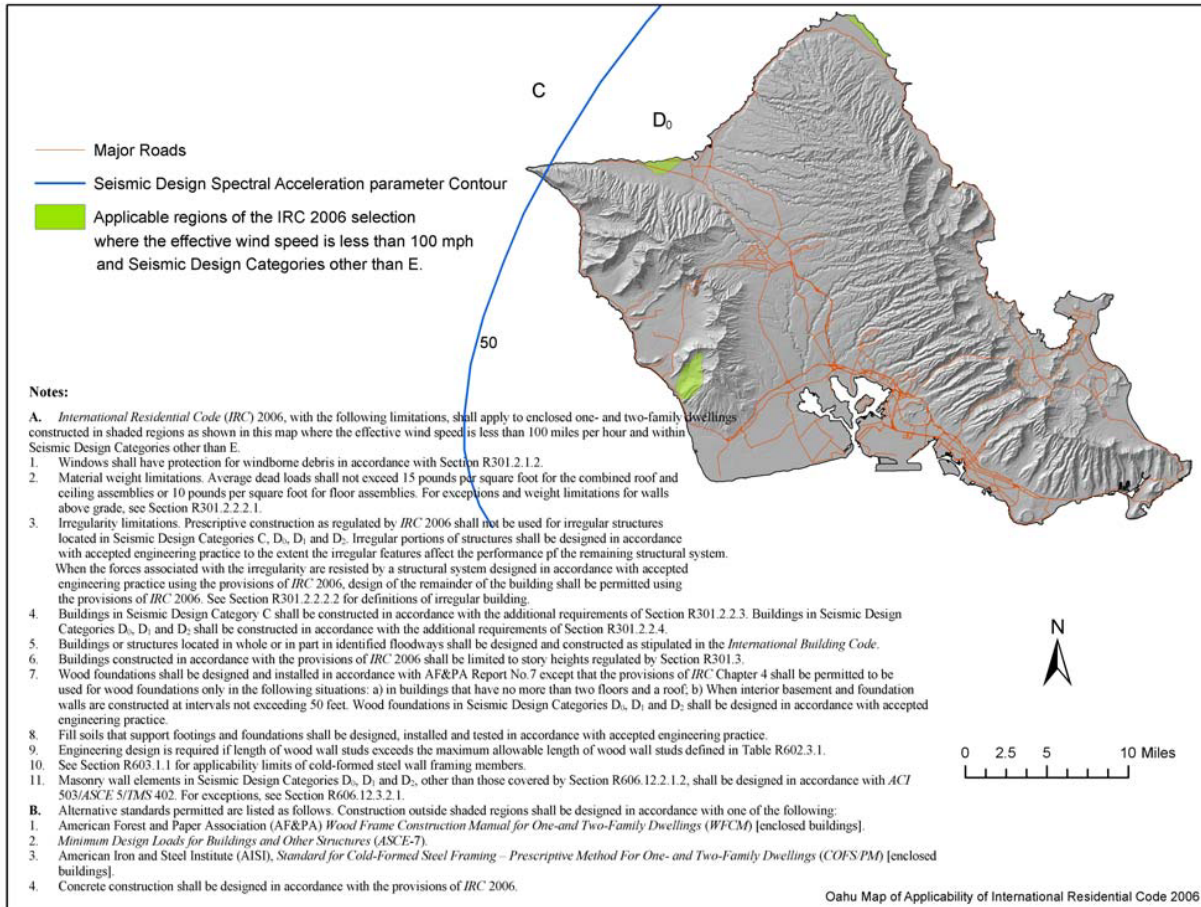 C
D₀
Major Roads
Seismic Design Spectral Acceleration parameter Contour
Applicable regions of the IRC 2006 selection
where the effective wind speed is less than 100 mph
and Seismic Design Categories other than E.
50
Notes:
A. International Residential Code (IRC) 2006, with the following limitations, shall apply to enclosed one- and two-family dwellings
constructed in shaded regions as shown in this map where the effective wind speed is less than 100 miles per hour and within
Seismic Design Categories other than E.
1. Windows shall have protection for windborne debris in accordance with Section R301.2.1.2.
2. Material weight limitations. Average dead loads shall not exceed 15 pounds per square foot for the combined roof and
ceiling assemblies or 10 pounds per square foot for floor assemblies. For exceptions and weight limitations for walls
above grade, see Section R301.2.2.2.1.
3. Irregularity limitations. Prescriptive construction as regulated by IRC 2006 shall not be used for irregular structures
located in Seismic Design Categories C, D₀, D₁ and D₂. Irregular portions of structures shall be designed in accordance
with accepted engineering practice to the extent the irregular features affect the performance pf the remaining structural system.
When the forces associated with the irregularity are resisted by a structural system designed in accordance with accepted
engineering practice using the provisions of IRC 2006, design of the remainder of the building shall be permitted using
the provisions of IRC 2006. See Section R301.2.2.2.2 for definitions of irregular building.
4. Buildings in Seismic Design Category C shall be constructed in accordance with the additional requirements of Section R301.2.2.3. Buildings in Seismic Design
Categories D₀, D₁ and D₂ shall be constructed in accordance with the additional requirements of Section R301.2.2.4.
5. Buildings or structures located in whole or in part in identified floodways shall be designed and constructed as stipulated in the International Building Code.
6. Buildings constructed in accordance with the provisions of IRC 2006 shall be limited to story heights regulated by Section R301.3.
7. Wood foundations shall be designed and installed in accordance with AF&PA Report No.7 except that the provisions of IRC Chapter 4 shall be permitted to be
used for wood foundations only in the following situations: a) in buildings that have no more than two floors and a roof; b) When interior basement and foundation
walls are constructed at intervals not exceeding 50 feet. Wood foundations in Seismic Design Categories D₀, D₁ and D₂ shall be designed in accordance with accepted
engineering practice.
8. Fill soils that support footings and foundations shall be designed, installed and tested in accordance with accepted engineering practice.
9. Engineering design is required if length of wood wall studs exceeds the maximum allowable length of wood wall studs defined in Table R602.3.1.
10. See Section R603.1.1 for applicability limits of cold-formed steel wall framing members.
11. Masonry wall elements in Seismic Design Categories D₀, D₁ and D₂, other than those covered by Section R606.12.2.1.2, shall be designed in accordance with ACI
503/ASCE 5/TMS 402. For exceptions, see Section R606.12.3.2.1.
B. Alternative standards permitted are listed as follows. Construction outside shaded regions shall be designed in accordance with one of the following:
1. American Forest and Paper Association (AF&PA) Wood Frame Construction Manual for One-and Two-Family Dwellings (WFCM) [enclosed buildings].
2. Minimum Design Loads for Buildings and Other Structures (ASCE-7).
3. American Iron and Steel Institute (AISI), Standard for Cold-Formed Steel Framing – Prescriptive Method For One- and Two-Family Dwellings (COFS/PM) [enclosed
buildings].
4. Concrete construction shall be designed in accordance with the provisions of IRC 2006.
N
0 2.5 5 10 Miles
Oahu Map of Applicability of International Residential Code 2006